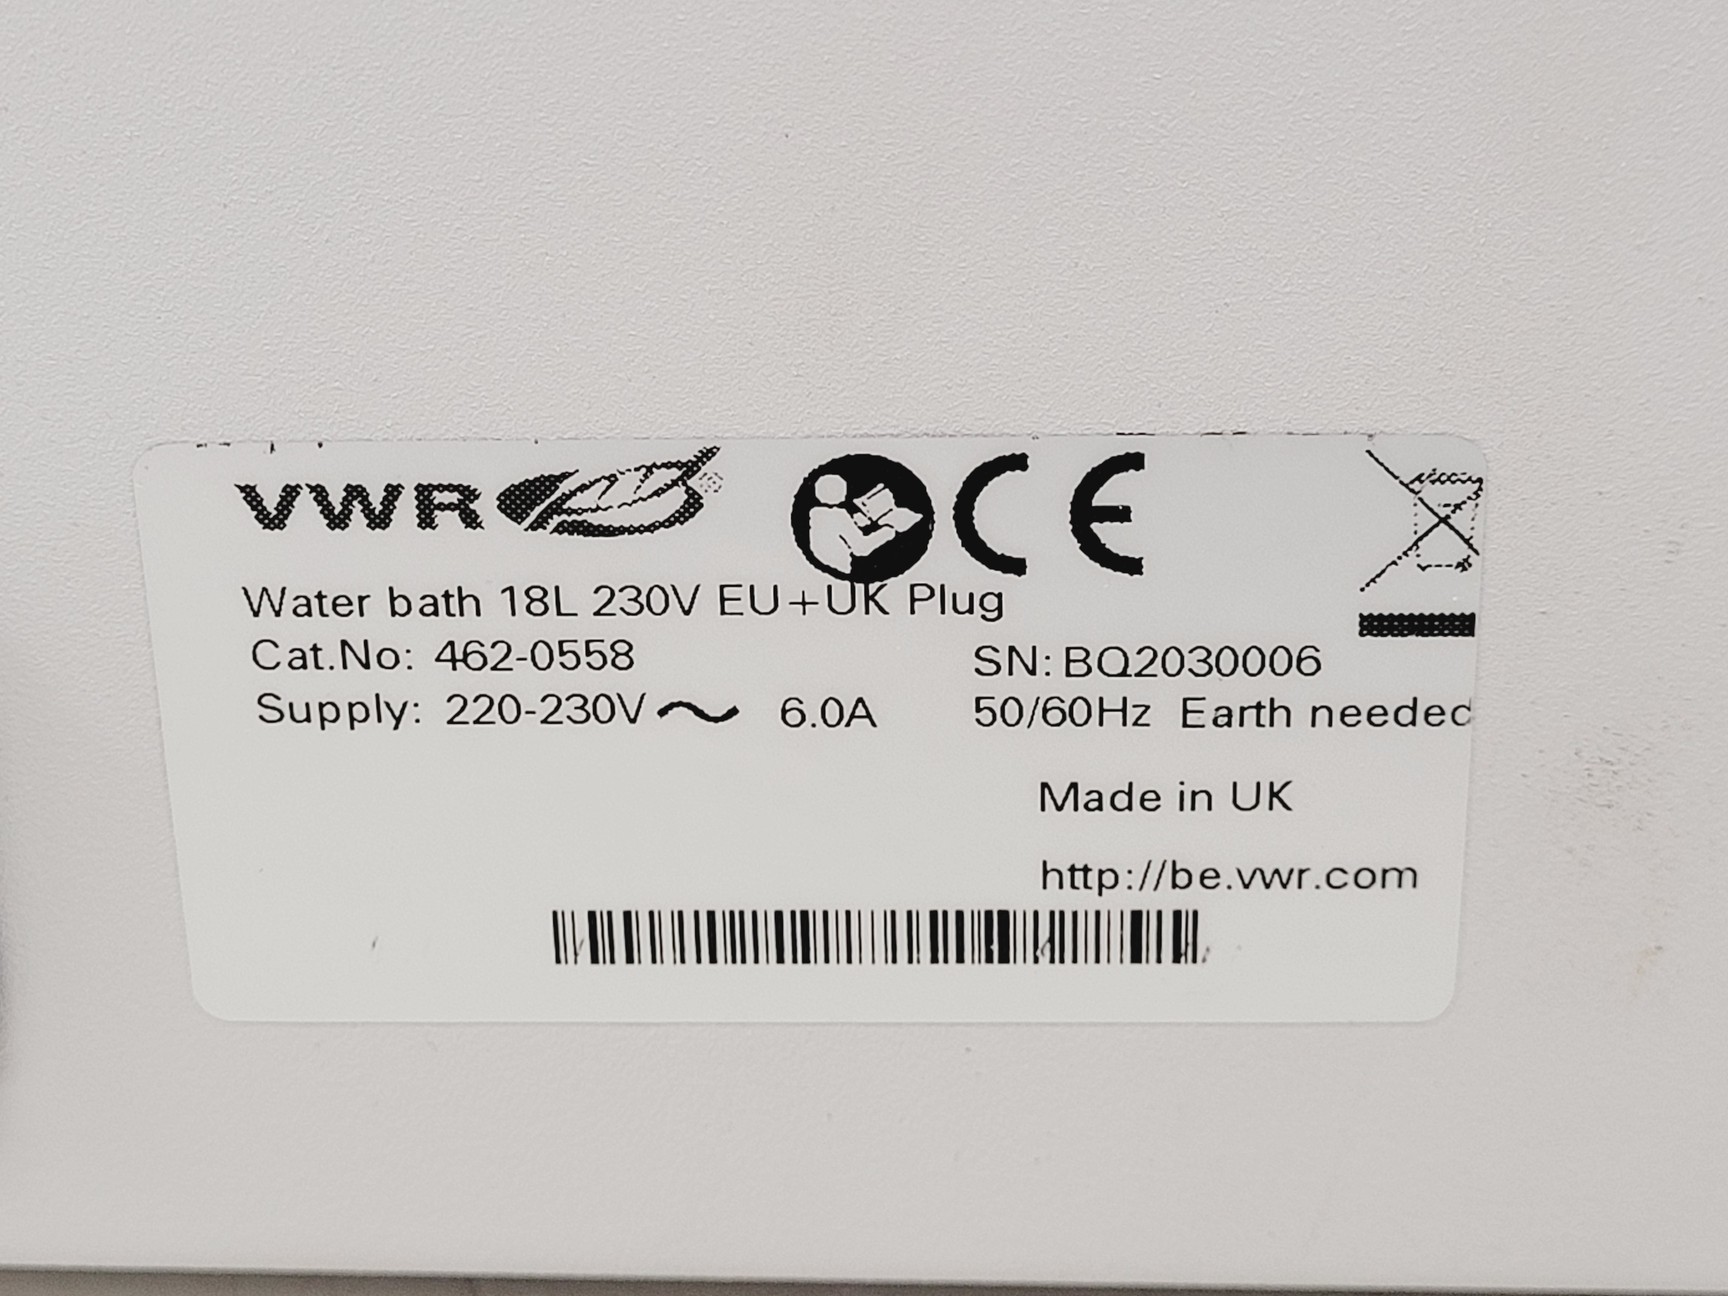 VWR
CE
Water bath 18L 230V EU+UK Plug
Cat.No: 462-0558 SN: BQ2030006
Supply: 220-230V ~ 6.0A 50/60Hz Earth needed
Made in UK
http://be.vwr.com